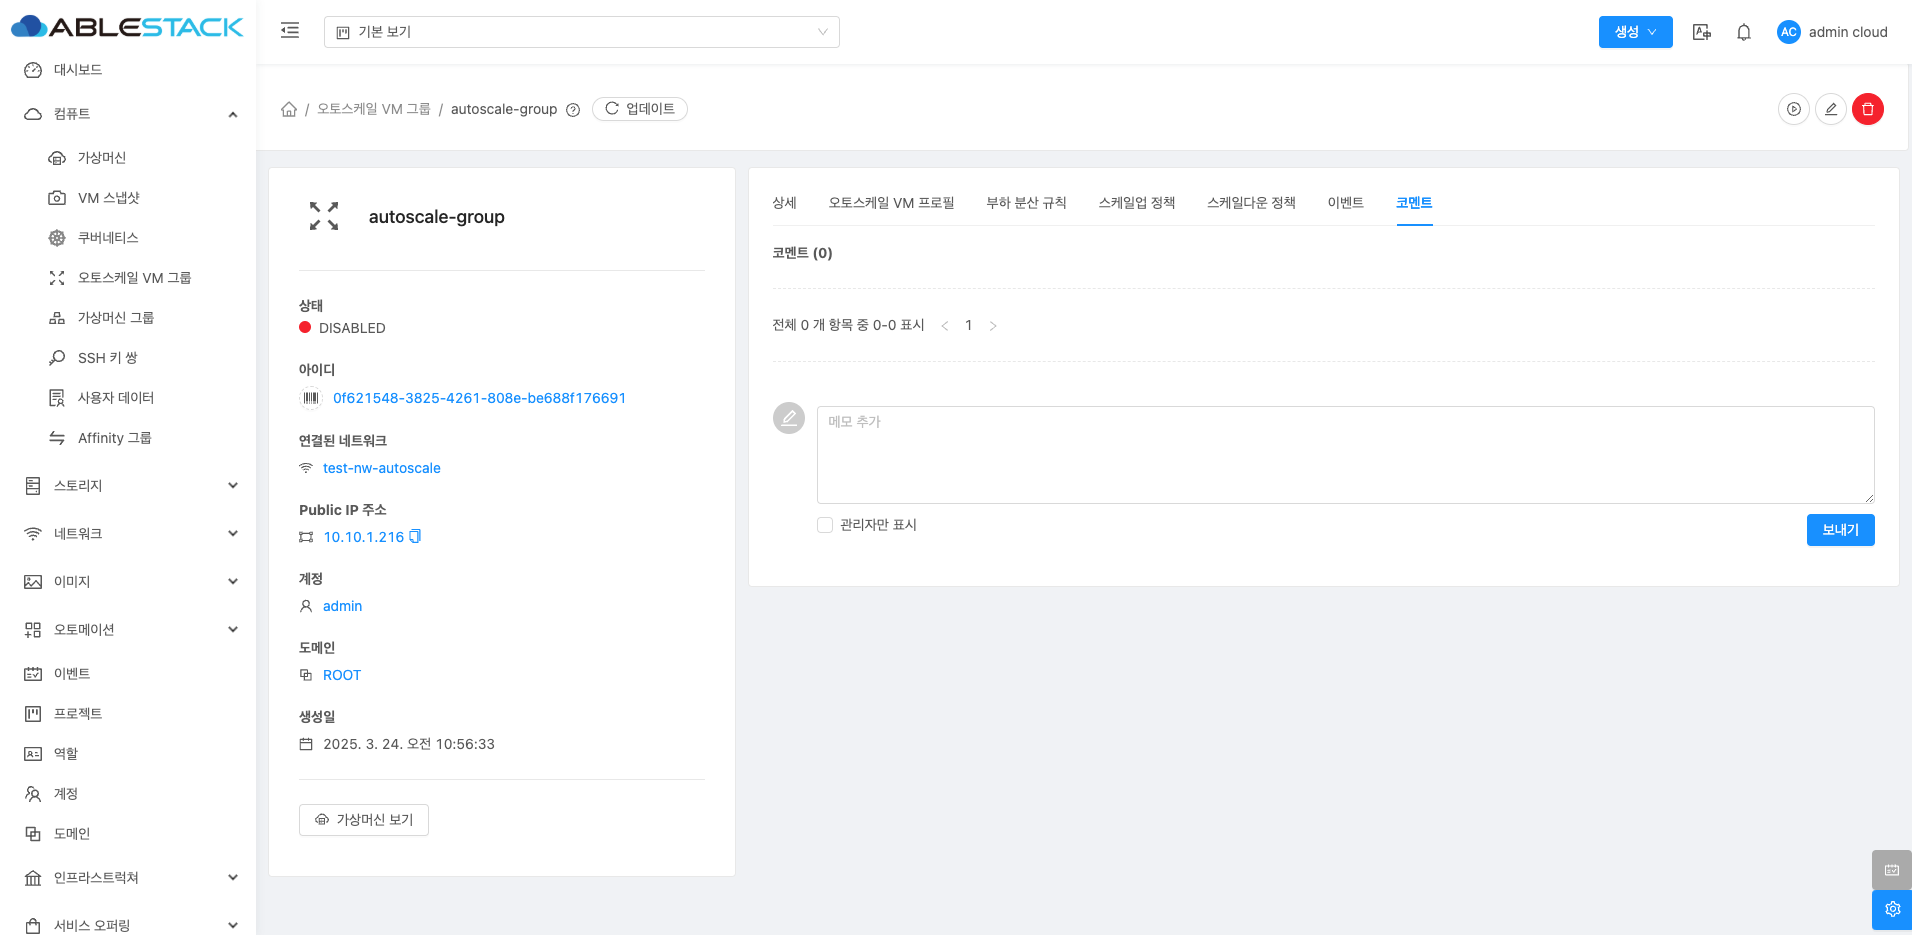 ABLESTACK
기본 보기
생성
AC
admin cloud
대시보드
컴퓨트
가상머신
VM 스냅샷
쿠버네티스
오토스케일 VM 그룹
가상머신 그룹
SSH 키 쌍
사용자 데이터
Affinity 그룹
스토리지
네트워크
이미지
오토메이션
이벤트
프로젝트
역할
계정
도메인
인프라스트럭쳐
서비스 오퍼링
/ 오토스케일 VM 그룹 / autoscale-group
업데이트
autoscale-group
상태
DISABLED
아이디
0f621548-3825-4261-808e-be688f176691
연결된 네트워크
test-nw-autoscale
Public IP 주소
10.10.1.216
계정
admin
도메인
ROOT
생성일
2025. 3. 24. 오전 10:56:33
가상머신 보기
상세
오토스케일 VM 프로필
부하 분산 규칙
스케일업 정책
스케일다운 정책
이벤트
코멘트
코멘트 (0)
전체 0 개 항목 중 0-0 표시
1
메모 추가
관리자만 표시
보내기